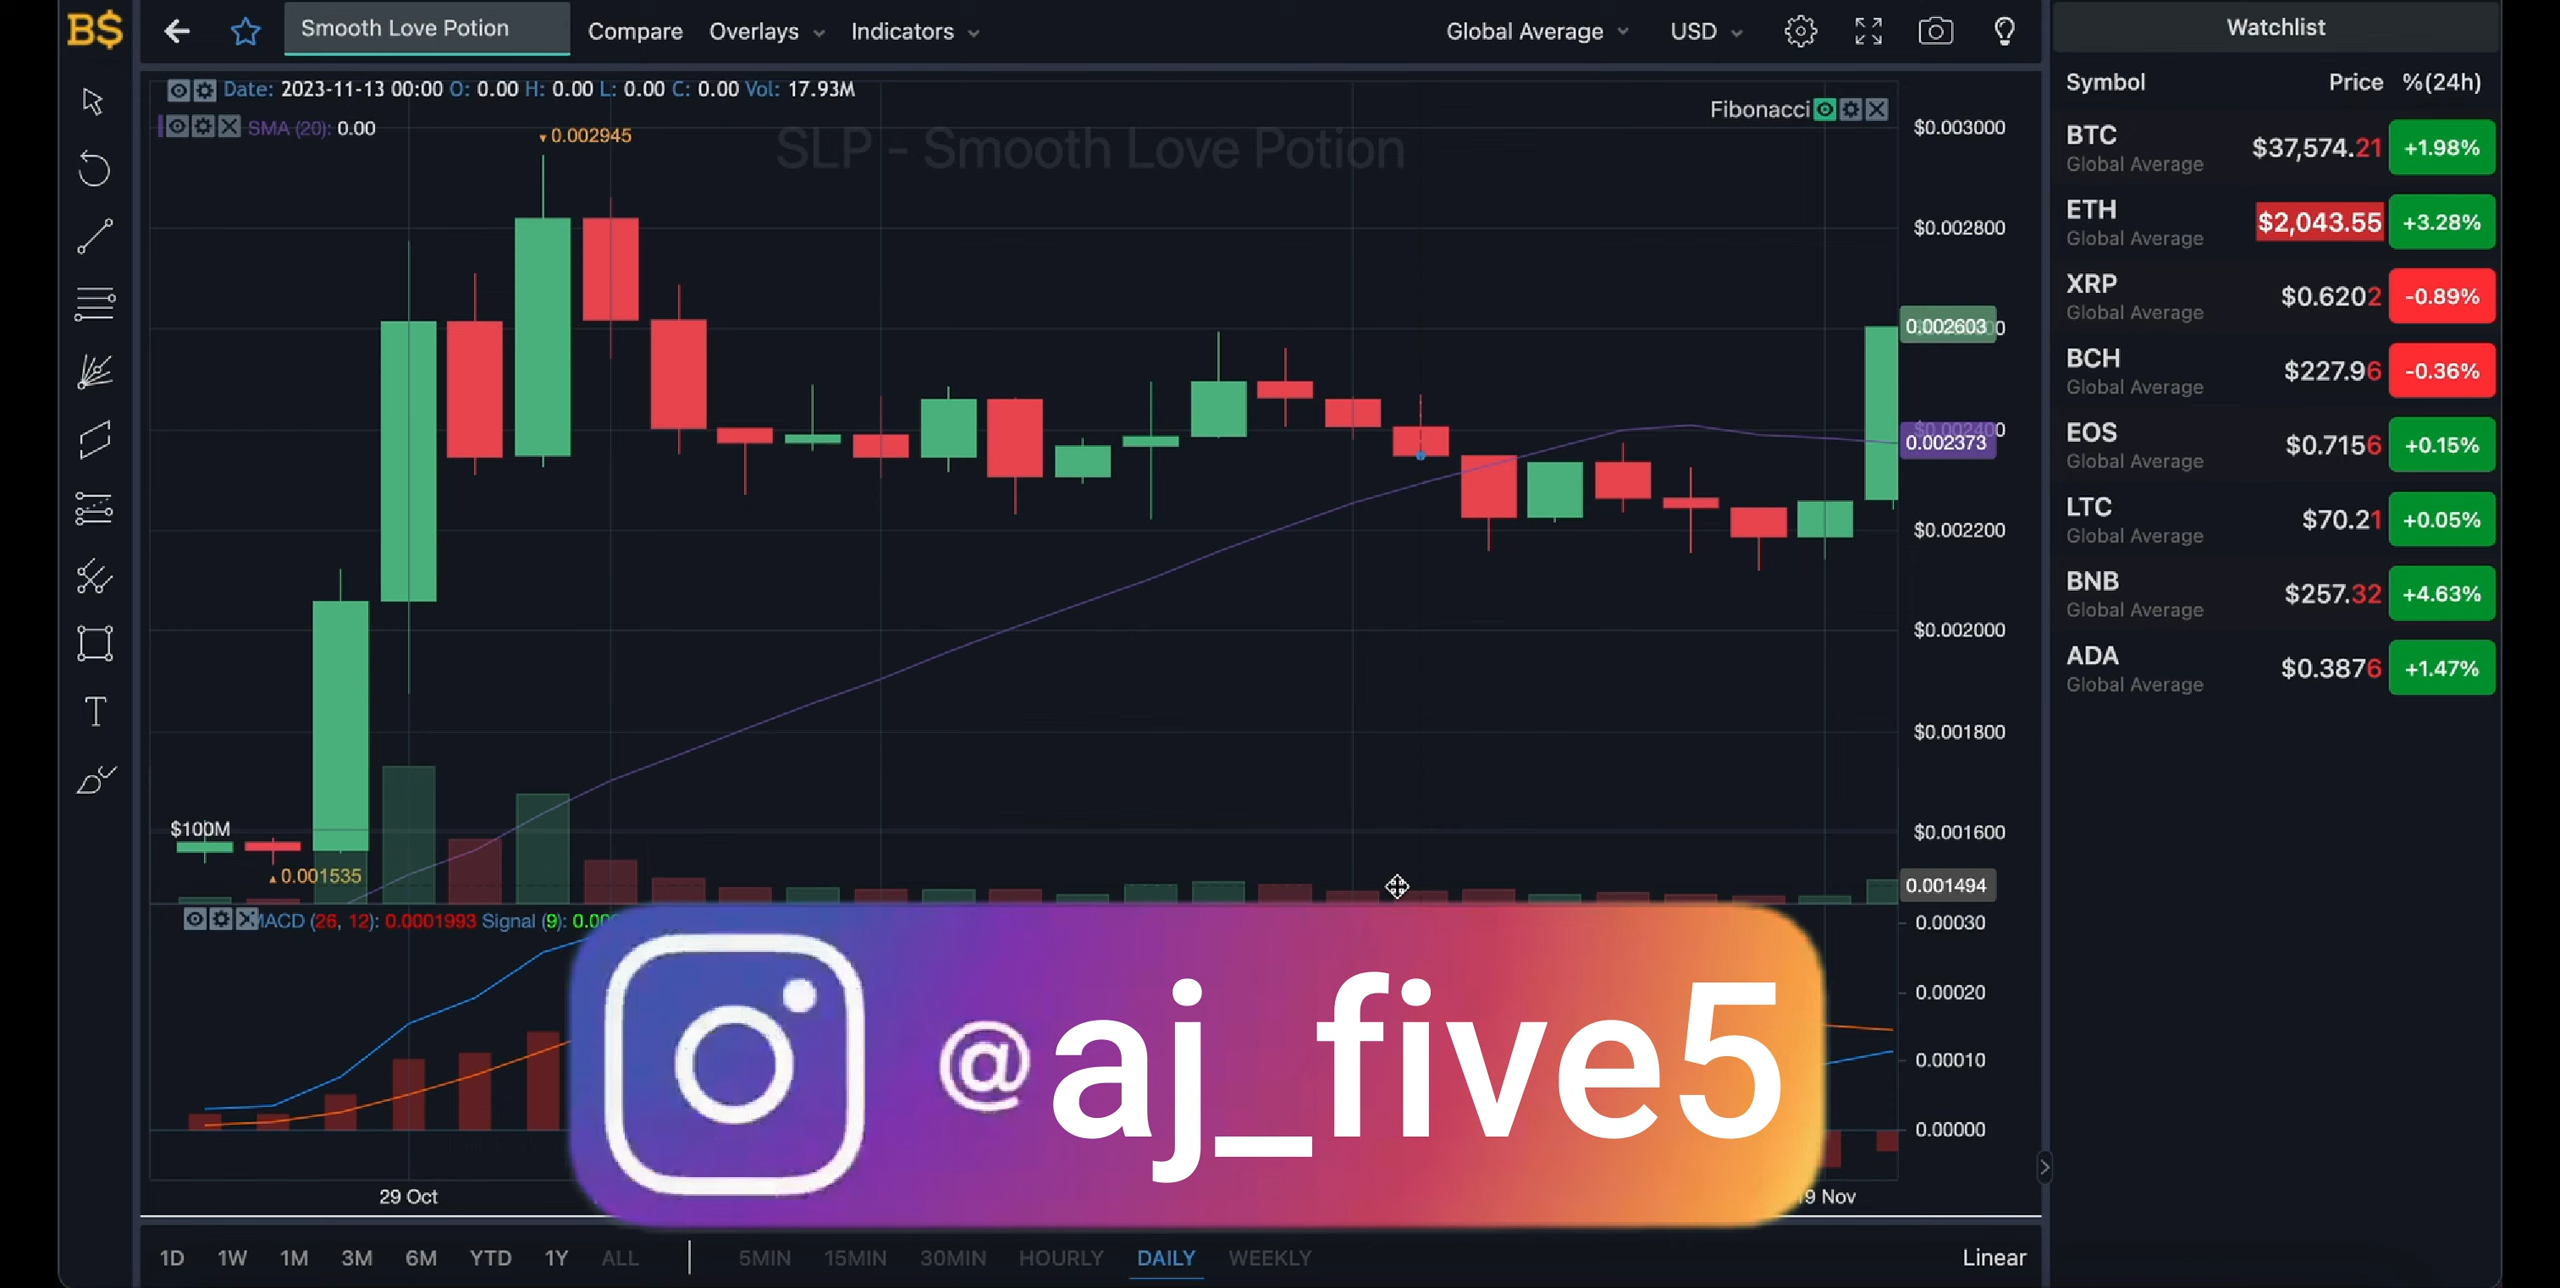 B$
Smooth Love Potion
Compare
Overlays
Indicators
Global Average
USD
Watchlist
Date: 2023-11-13 00:00 O: 0.00 H: 0.00 L: 0.00 C: 0.00 Vol: 17.93M
SMA (20): 0.00
Fibonacci
SLP - Smooth Love Potion
0.002945
0.001535
$100M
$0.003000
$0.002800
0.002603
0.002373
$0.002200
$0.002000
$0.001800
$0.001600
0.001494
Symbol Price %(24h)
BTC $37,574.21 +1.98%
Global Average
ETH $2,043.55 +3.28%
Global Average
XRP $0.6202 -0.89%
Global Average
BCH $227.96 -0.36%
Global Average
EOS $0.7156 +0.15%
Global Average
LTC $70.21 +0.05%
Global Average
BNB $257.32 +4.63%
Global Average
ADA $0.3876 +1.47%
Global Average
MACD (26, 12): 0.0001993 Signal (9):
0.00030
0.00020
0.00010
0.00000
@aj_five5
29 Oct
Nov
1D 1W 1M 3M 6M YTD 1Y ALL
5MIN 15MIN 30MIN HOURLY DAILY WEEKLY
Linear